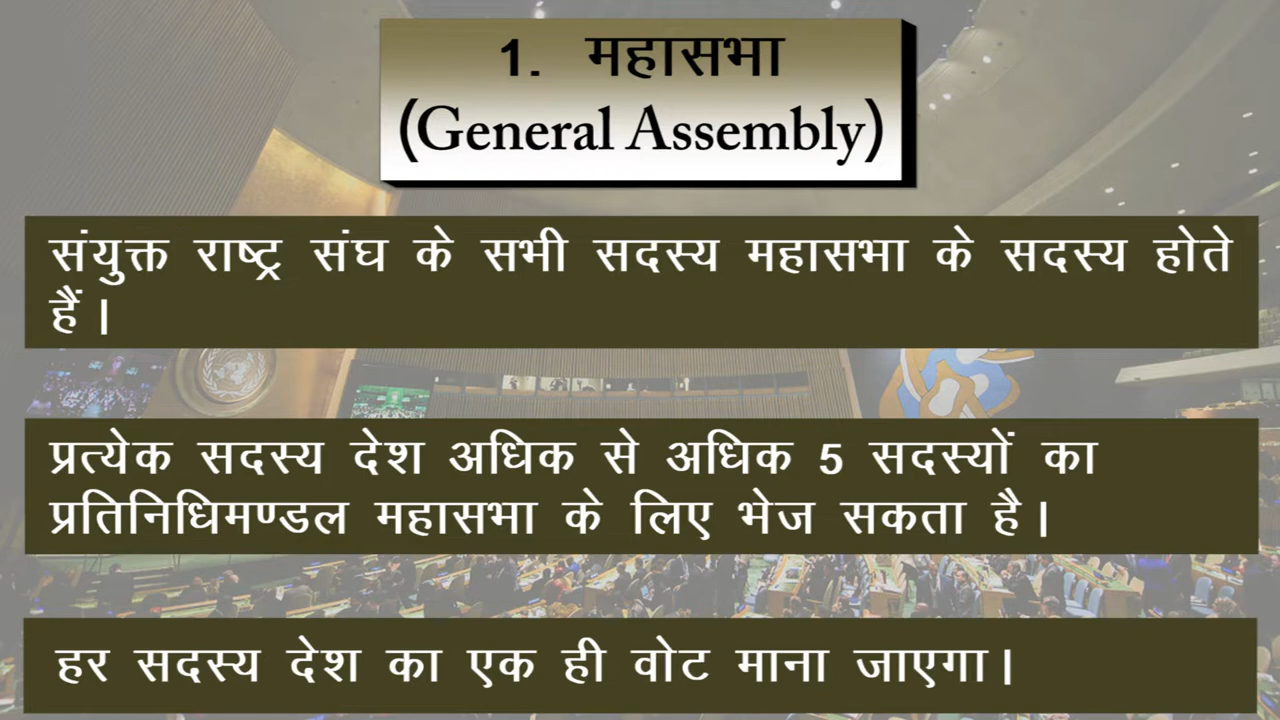 1. महासभा
(General Assembly)
संयुक्त राष्ट्र संघ के सभी सदस्य महासभा के सदस्य होते
हैं।
प्रत्येक सदस्य देश अधिक से अधिक 5 सदस्यों का
प्रतिनिधिमण्डल महासभा के लिए भेज सकता है।
हर सदस्य देश का एक ही वोट माना जाएगा।